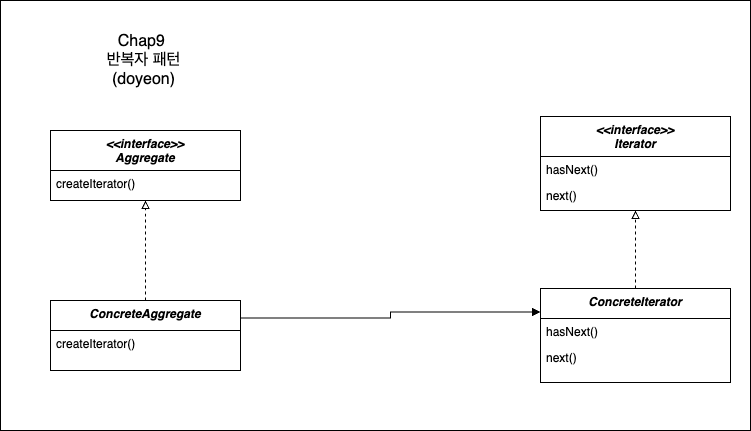 Chap9
반복자 패턴
(doyeon)
<<interface>>
Aggregate
createIterator()
<<interface>>
Iterator
hasNext()
next()
ConcreteAggregate
createIterator()
ConcreteIterator
hasNext()
next()